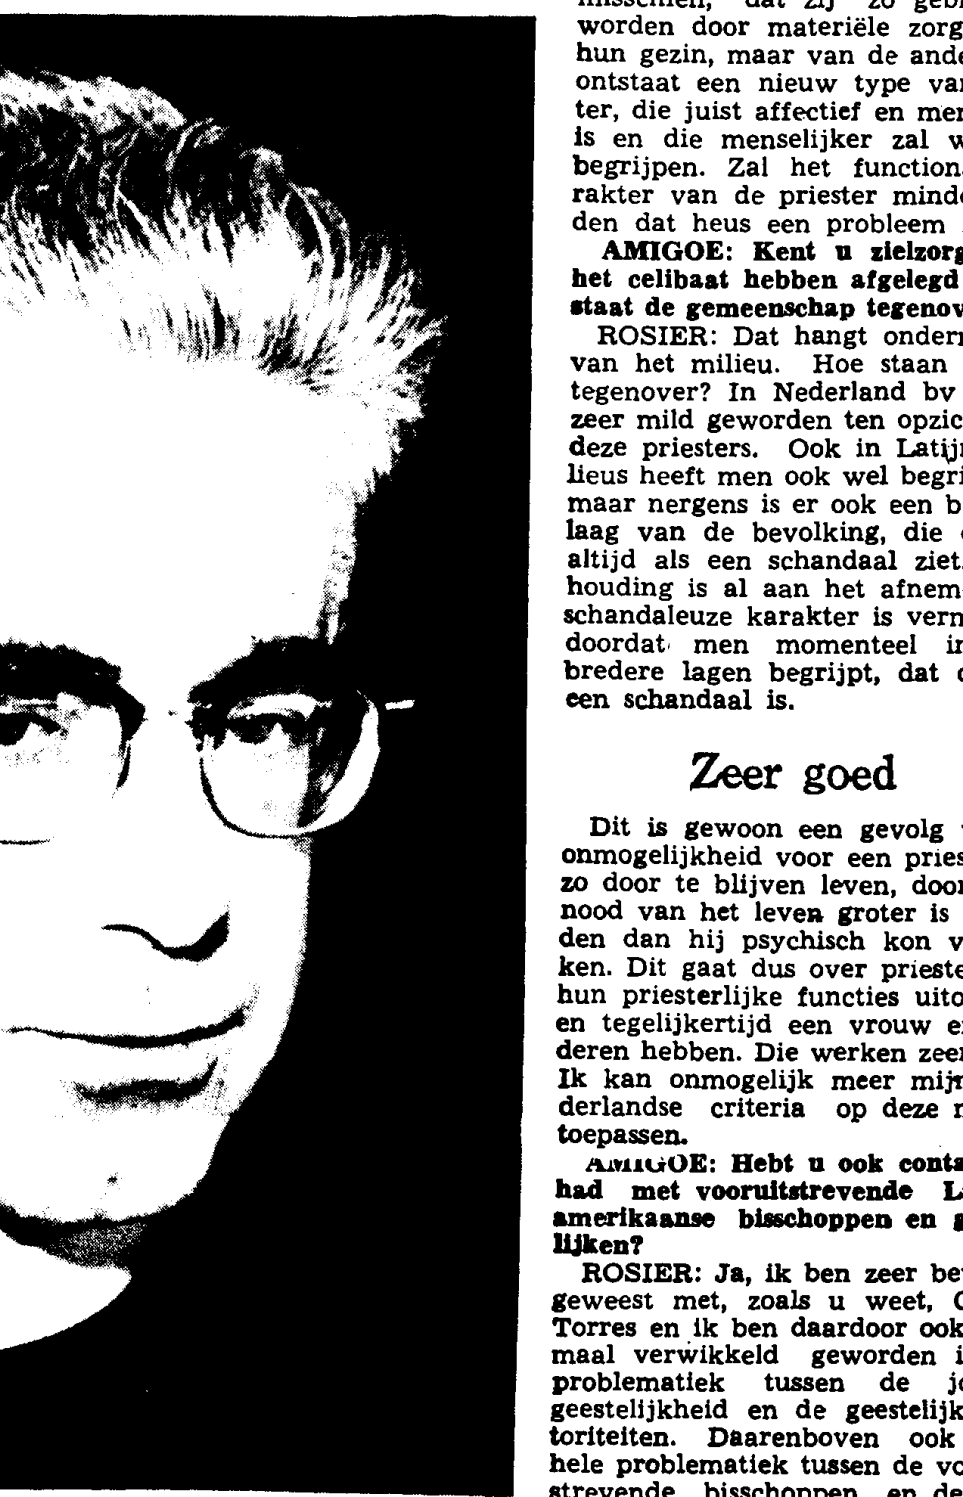 worden door materiële zorg
hun gezin, maar van de ande
ontstaat een nieuw type var
ter, die juist affectief en mer
is en die menselijker zal w
begrijpen. Zal het function
rakter van de priester mind
den dat heus een probleem
AMIGOE: Kent u zielzorg
het celibaat hebben afgelegd
staat de gemeenschap tegenov
ROSIER: Dat hangt onderr
van het milieu. Hoe staan
tegenover? In Nederland bv
zeer mild geworden ten opzic
deze priesters. Ook in Latijn
lieus heeft men ook wel begri
maar nergens is er ook een b
laag van de bevolking, die
altijd als een schandaal ziet.
houding is al aan het afnem
schandaleuze karakter is vern
doordat men momenteel in
bredere lagen begrijpt, dat
een schandaal is.
Zeer goed
Dit is gewoon een gevolg
onmogelijkheid voor een pries
zo door te blijven leven, door
nood van het leven groter is
den dan hij psychisch kon v
ken. Dit gaat dus over prieste
hun priesterlijke functies uito
en tegelijkertijd een vrouw e
deren hebben. Die werken zeer
Ik kan onmogelijk meer mijn
derlandse criteria op deze
toepassen.
AMIGOE: Hebt u ook conta
had met vooruitstrevende L
amerikaanse bisschoppen en g
lijken?
ROSIER: Ja, ik ben zeer be
geweest met, zoals u weet, C
Torres en ik ben daardoor ook
maal verwikkeld geworden i
problematiek tussen de j
geestelijkheid en de geestelijk
toriteiten. Daarenboven ook
hele problematiek tussen de vo
strevende bisschoppen en de